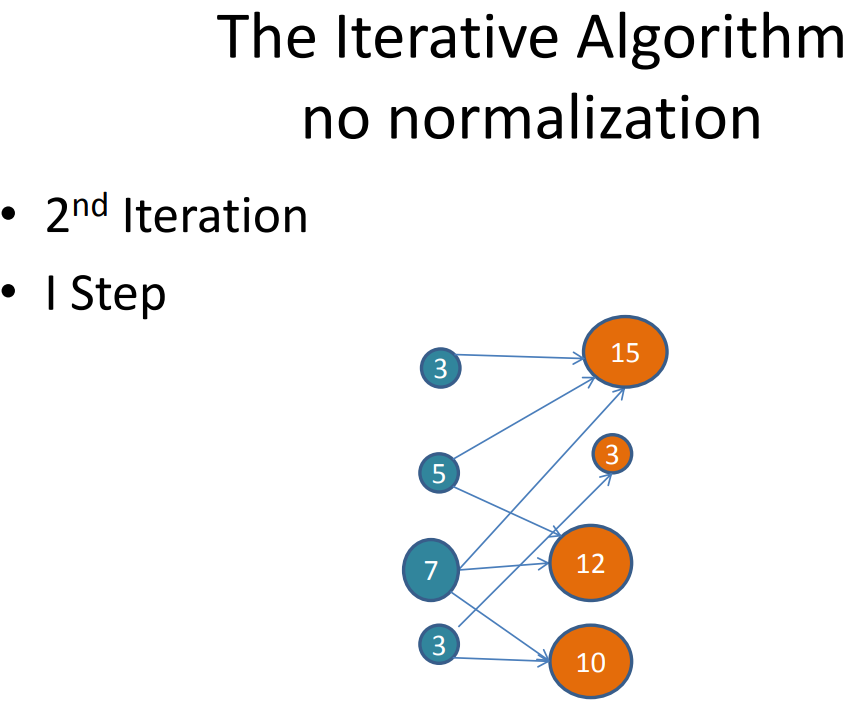 The Iterative Algorithm
no normalization
• 2nd Iteration
• I Step
3
15
5
3
7
12
3
10